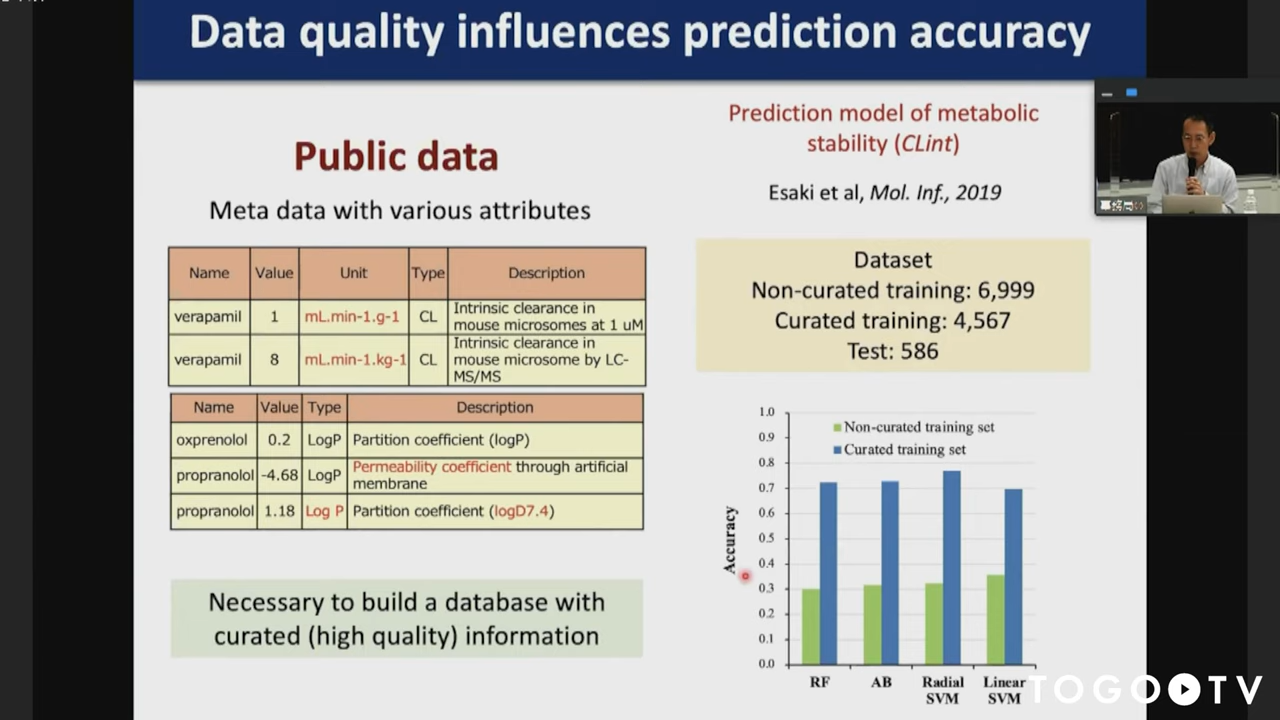 Data quality influences prediction accuracy
Public data
Meta data with various attributes
Name Value Unit Type Description
verapamil 1 mL.min-1.g-1 CL Intrinsic clearance in
mouse microsomes at 1 uM
verapamil 8 mL.min-1.kg-1 CL Intrinsic clearance in
mouse microsome by LC-
MS/MS
Name Value Type Description
oxprenolol 0.2 LogP Partition coefficient (logP)
propranolol -4.68 LogP Permeability coefficient through artificial
membrane
propranolol 1.18 Log P Partition coefficient (logD7.4)
Necessary to build a database with
curated (high quality) information
Prediction model of metabolic
stability (CLint)
Esaki et al, Mol. Inf., 2019
Dataset
Non-curated training: 6,999
Curated training: 4,567
Test: 586
1.0
0.9
0.8
0.7
0.6
0.5
0.4
0.3
0.2
0.1
0.0
Accuracy
Non-curated training set
Curated training set
RF AB Radial SVM Linear SVM
TOGO TV